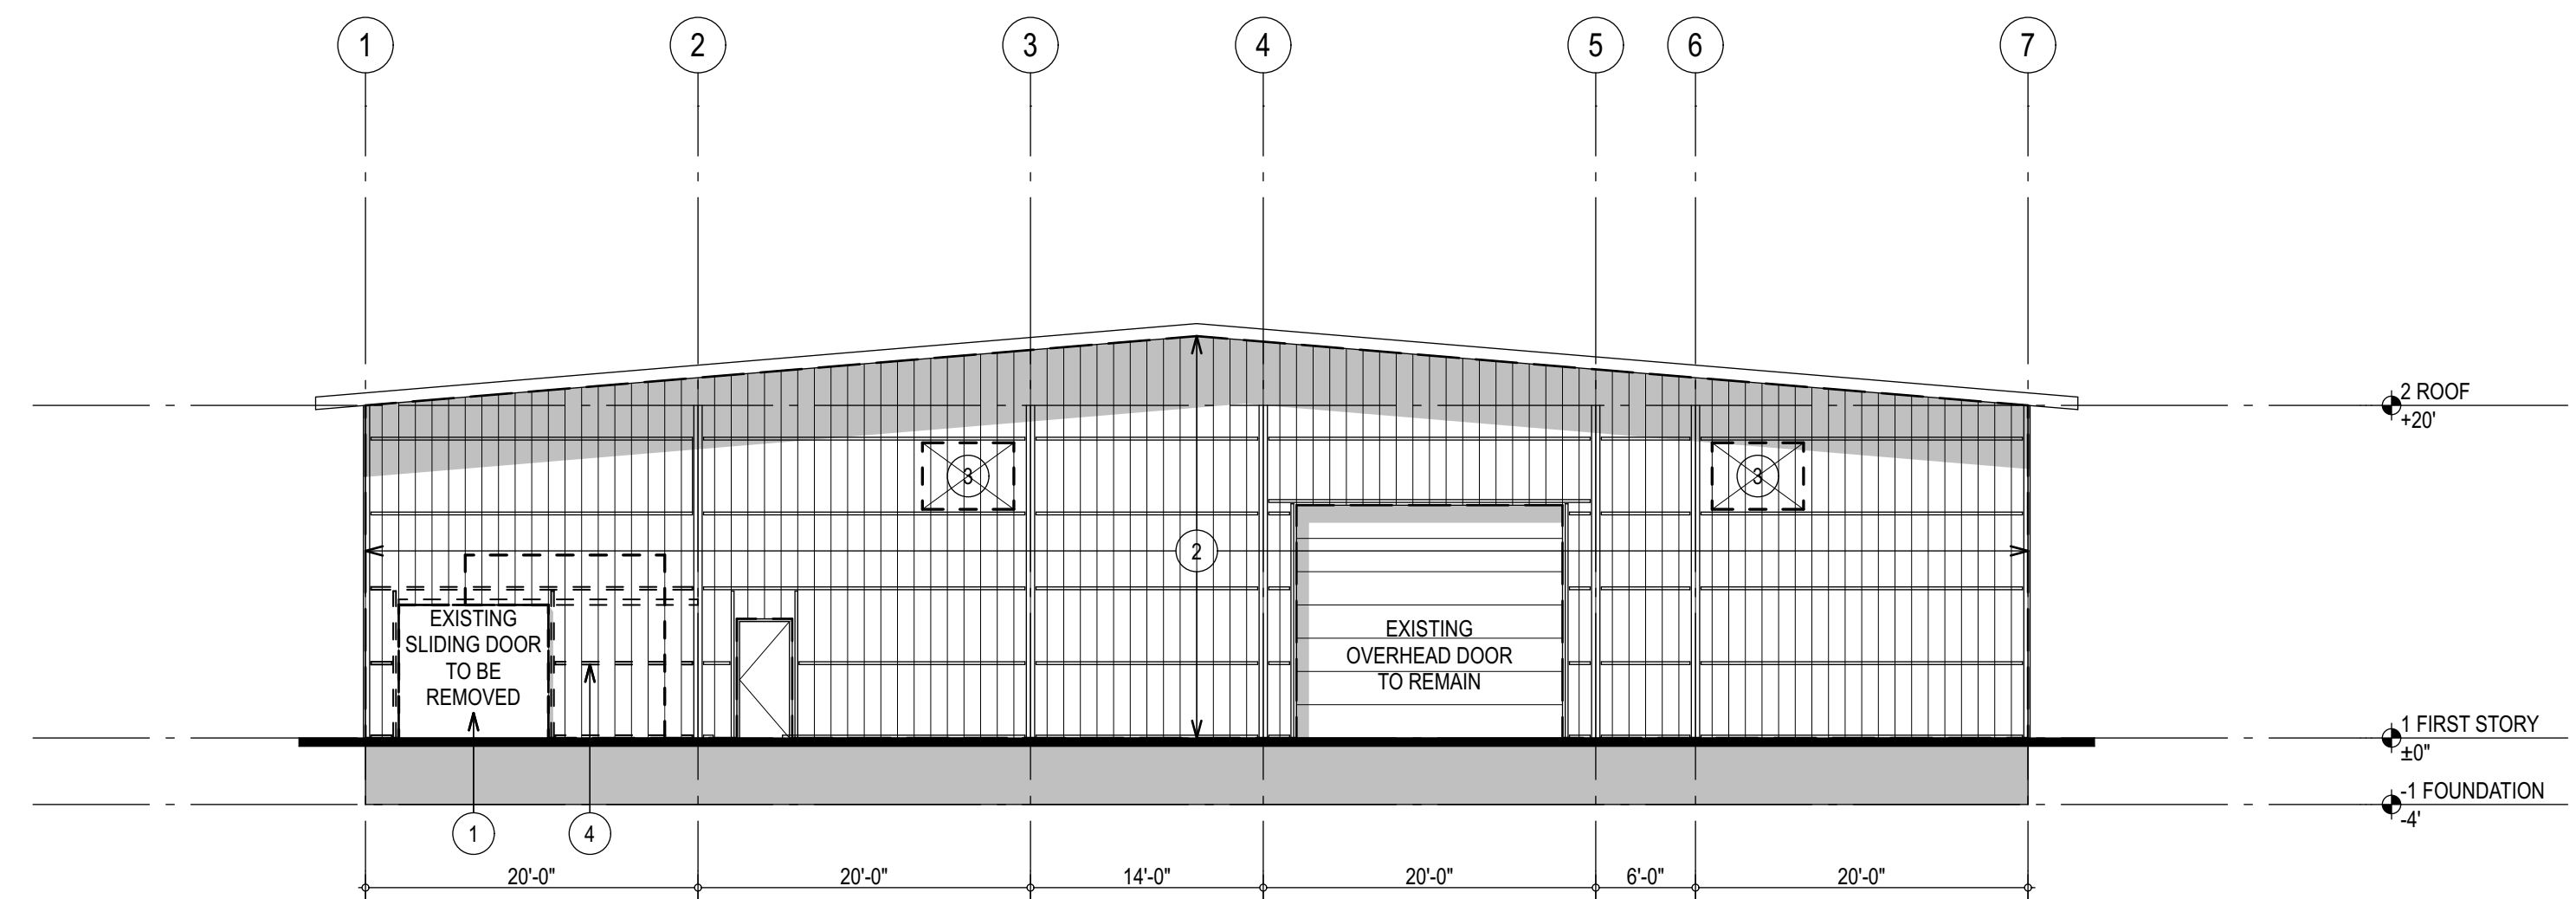 1 2 3 4 5 6 7
2 ROOF
+20'
3 3
2
EXISTING
SLIDING DOOR
TO BE
REMOVED
EXISTING
OVERHEAD DOOR
TO REMAIN
1 FIRST STORY
±0"
-1 FOUNDATION
-4'
1 4
20'-0" 20'-0" 14'-0" 20'-0" 6'-0" 20'-0"